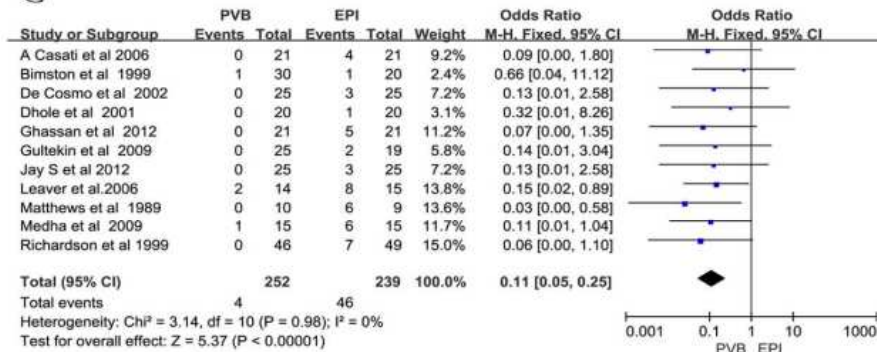 PVB EPI Odds Ratio Odds Ratio
Study or Subgroup Events Total Events Total Weight M-H, Fixed, 95% CI M-H, Fixed, 95% CI
A Casati et al 2006 0 21 4 21 9.2% 0.09 [0.00, 1.80]
Bimston et al 1999 1 30 1 20 2.4% 0.66 [0.04, 11.12]
De Cosmo et al 2002 0 25 3 25 7.2% 0.13 [0.01, 2.58]
Dhole et al 2001 0 20 1 20 3.1% 0.32 [0.01, 8.26]
Ghassan et al 2012 0 21 5 21 11.2% 0.07 [0.00, 1.35]
Gultekin et al 2009 0 25 2 19 5.8% 0.14 [0.01, 3.04]
Jay S et al 2012 0 25 3 25 7.2% 0.13 [0.01, 2.58]
Leaver et al.2006 2 14 8 15 13.8% 0.15 [0.02, 0.89]
Matthews et al 1989 0 10 6 9 13.6% 0.03 [0.00, 0.58]
Medha et al 2009 1 15 6 15 11.7% 0.11 [0.01, 1.04]
Richardson et al 1999 0 46 7 49 15.0% 0.06 [0.00, 1.10]
Total (95% CI) 252 239 100.0% 0.11 [0.05, 0.25]
Total events 4 46
Heterogeneity: Chi² = 3.14, df = 10 (P = 0.98); I² = 0%
Test for overall effect: Z = 5.37 (P < 0.00001)
0.001 0.1 1 10 1000
PVB EPI